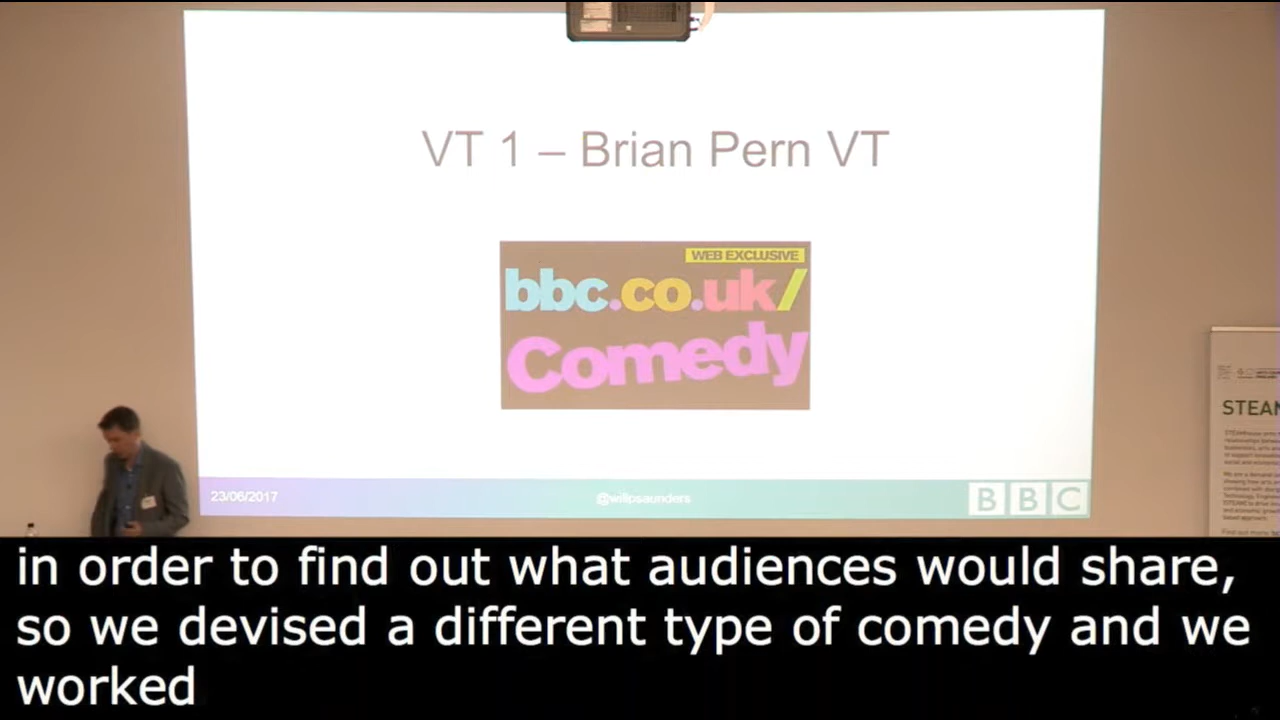 VT 1 – Brian Pern VT
WEB EXCLUSIVE
bbc.co.uk/
Comedy
23/06/2017
@willpsaunders
BBC
STEAM
in order to find out what audiences would share,
so we devised a different type of comedy and we
worked